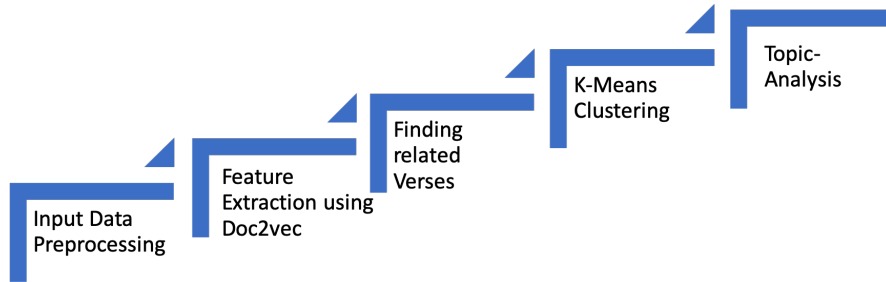 Input Data
Preprocessing
Feature
Extraction using
Doc2vec
Finding
related
Verses
K-Means
Clustering
Topic-
Analysis